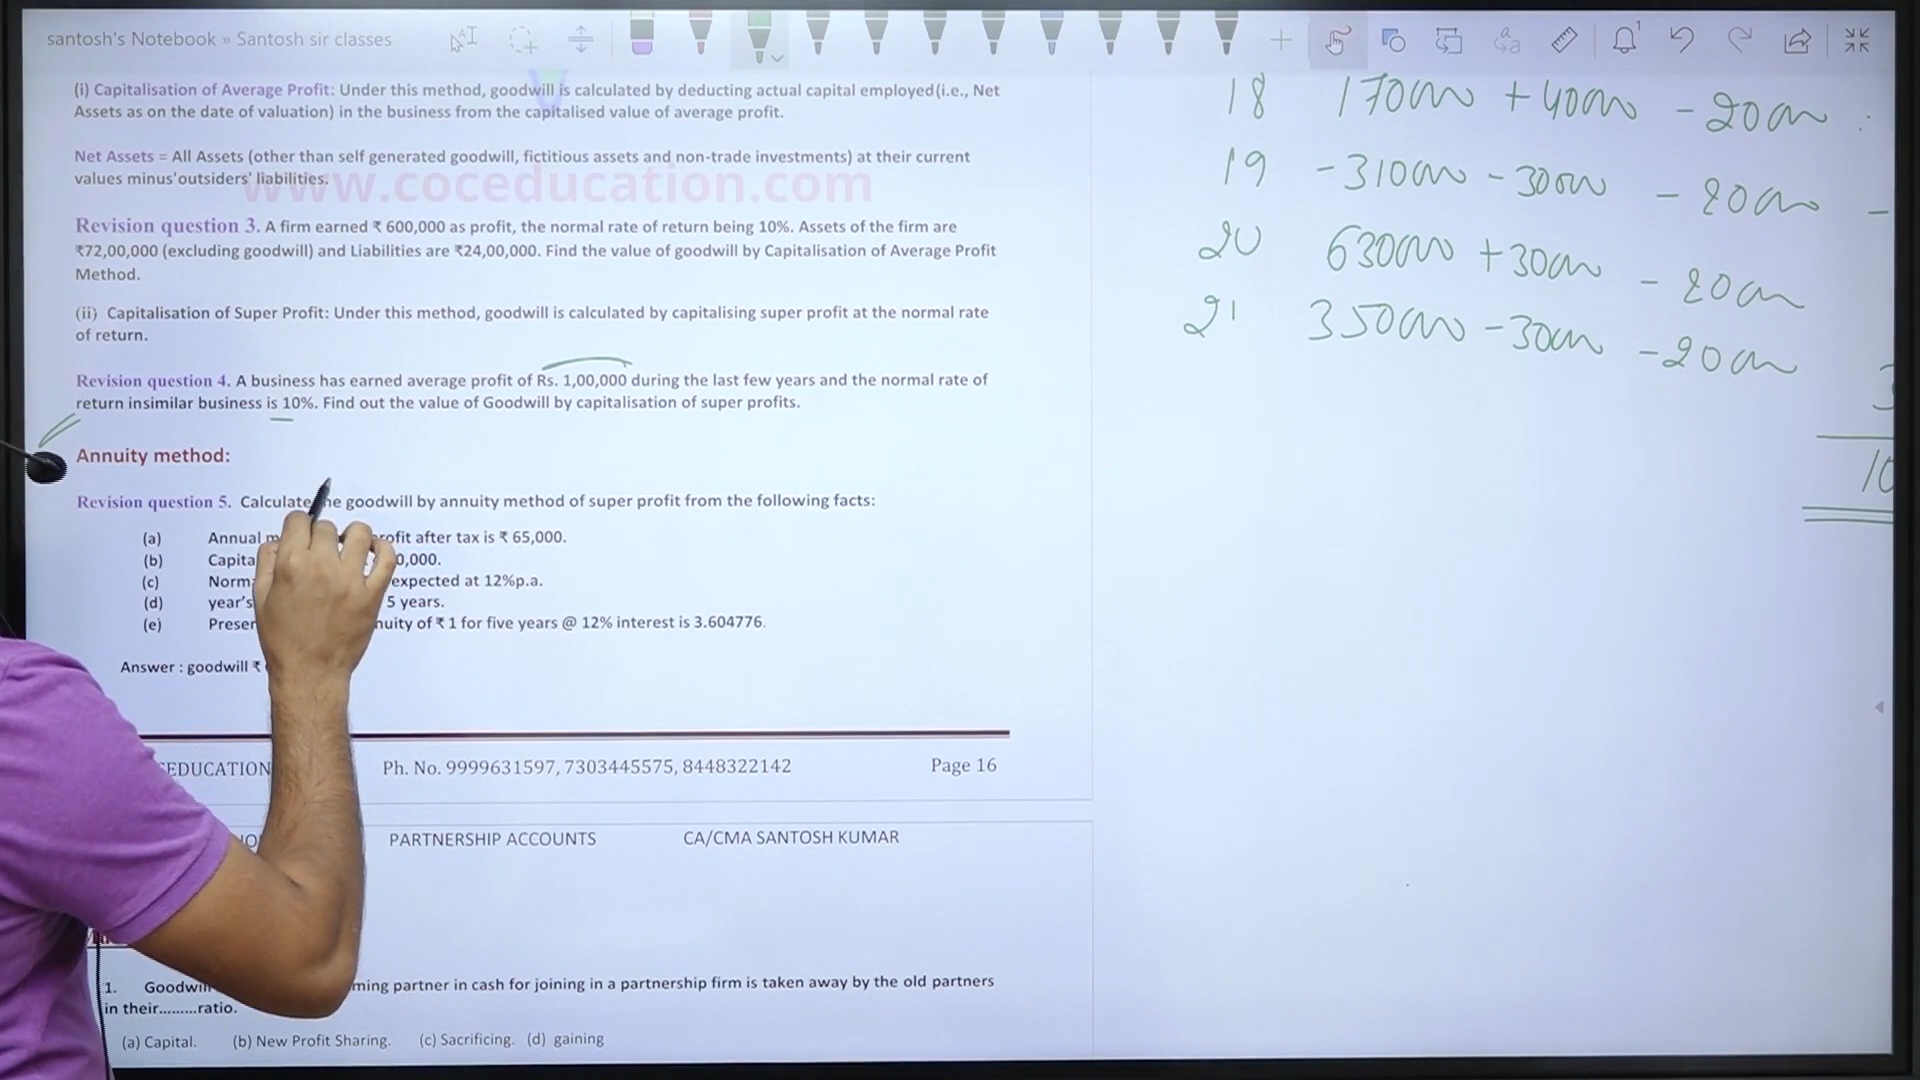 santosh's Notebook » Santosh sir classes
(i) Capitalisation of Average Profit: Under this method, goodwill is calculated by deducting actual capital employed(i.e., Net
Assets as on the date of valuation) in the business from the capitalised value of average profit.
Net Assets = All Assets (other than self generated goodwill, fictitious assets and non-trade investments) at their current
values minus'outsiders' liabilities.
www.coceducation.com
Revision question 3. A firm earned ₹ 600,000 as profit, the normal rate of return being 10%. Assets of the firm are
₹72,00,000 (excluding goodwill) and Liabilities are ₹24,00,000. Find the value of goodwill by Capitalisation of Average Profit
Method.
(ii) Capitalisation of Super Profit: Under this method, goodwill is calculated by capitalising super profit at the normal rate
of return.
Revision question 4. A business has earned average profit of Rs. 1,00,000 during the last few years and the normal rate of
return insimilar business is 10%. Find out the value of Goodwill by capitalisation of super profits.
Annuity method:
Revision question 5. Calculate goodwill by annuity method of super profit from the following facts:
(a) Annual profit after tax is ₹ 65,000.
(b) 0,000.
(c) expected at 12%p.a.
(d) year's 5 years.
(e) of ₹ 1 for five years @ 12% interest is 3.604776.
Answer : goodwill ₹
EDUCATION Ph. No. 9999631597, 7303445575, 8448322142 Page 16
PARTNERSHIP ACCOUNTS CA/CMA SANTOSH KUMAR
1. ming partner in cash for joining in a partnership firm is taken away by the old partners
in their.........ratio.
(a) Capital. (b) New Profit Sharing. (c) Sacrificing. (d) gaining
18 170000 + 40000 - 20000
19 - 310000 - 30000 - 20000 -
20 630000 + 30000 - 20000
21 350000 - 30000 - 20000